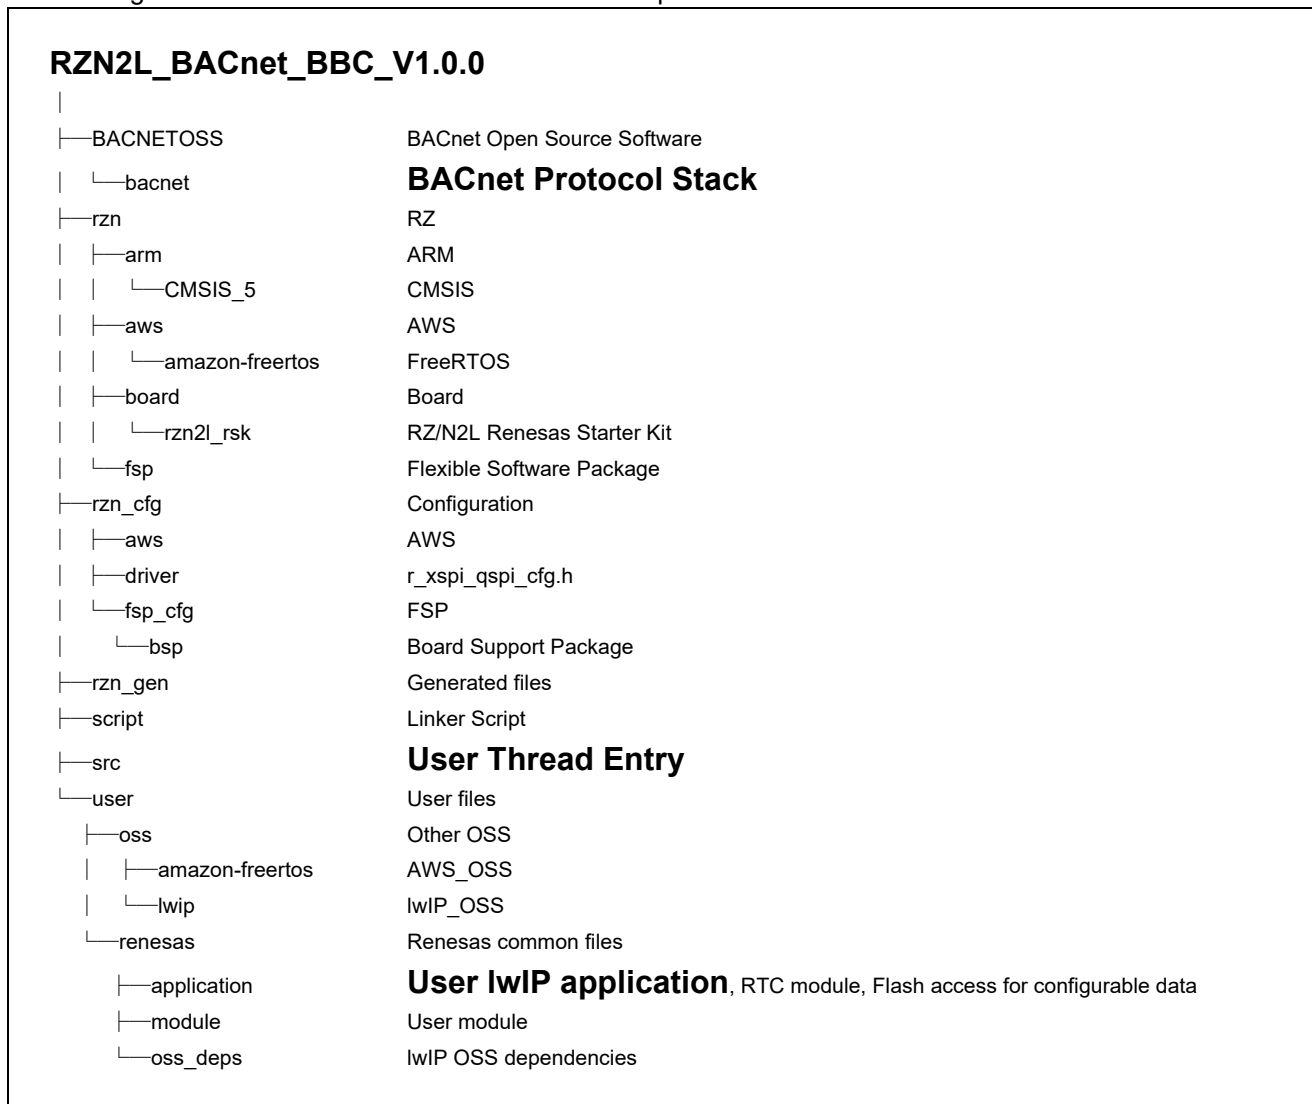 RZN2L_BACnet_BBC_V1.0.0
│
├──BACNETOSS BACnet Open Source Software
│ └──bacnet BACnet Protocol Stack
├──rzn RZ
│ ├──arm ARM
│ │ └──CMSIS_5 CMSIS
│ ├──aws AWS
│ │ └──amazon-freertos FreeRTOS
│ ├──board Board
│ │ └──rzn2l_rsk RZ/N2L Renesas Starter Kit
│ └──fsp Flexible Software Package
├──rzn_cfg Configuration
│ ├──aws AWS
│ ├──driver r_xspi_qspi_cfg.h
│ └──fsp_cfg FSP
│ └──bsp Board Support Package
├──rzn_gen Generated files
├──script Linker Script
├──src User Thread Entry
└──user User files
├──oss Other OSS
│ ├──amazon-freertos AWS_OSS
│ └──lwip lwIP_OSS
└──renesas Renesas common files
├──application User lwIP application, RTC module, Flash access for configurable data
├──module User module
└──oss_deps lwIP OSS dependencies